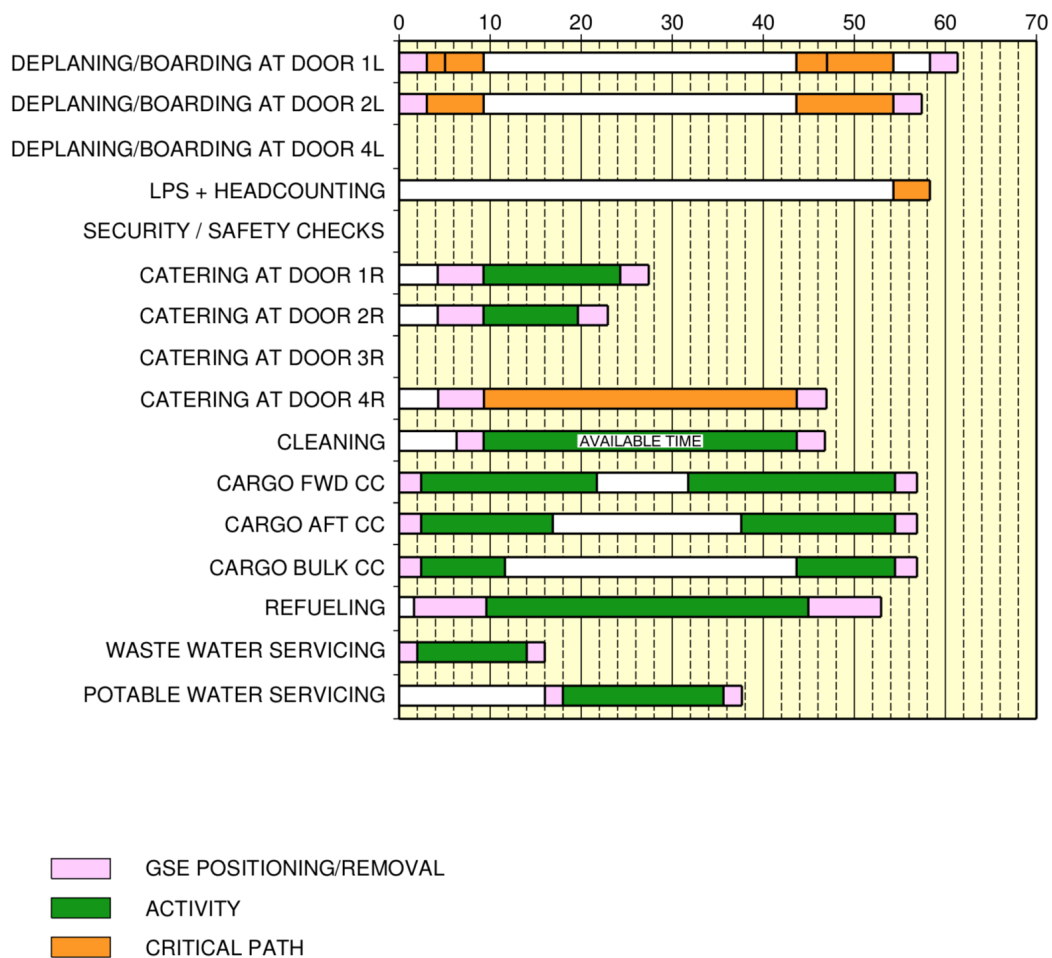 0 10 20 30 40 50 60 70
DEPLANING/BOARDING AT DOOR 1L
DEPLANING/BOARDING AT DOOR 2L
DEPLANING/BOARDING AT DOOR 4L
LPS + HEADCOUNTING
SECURITY / SAFETY CHECKS
CATERING AT DOOR 1R
CATERING AT DOOR 2R
CATERING AT DOOR 3R
CATERING AT DOOR 4R
CLEANING AVAILABLE TIME
CARGO FWD CC
CARGO AFT CC
CARGO BULK CC
REFUELING
WASTE WATER SERVICING
POTABLE WATER SERVICING
GSE POSITIONING/REMOVAL
ACTIVITY
CRITICAL PATH